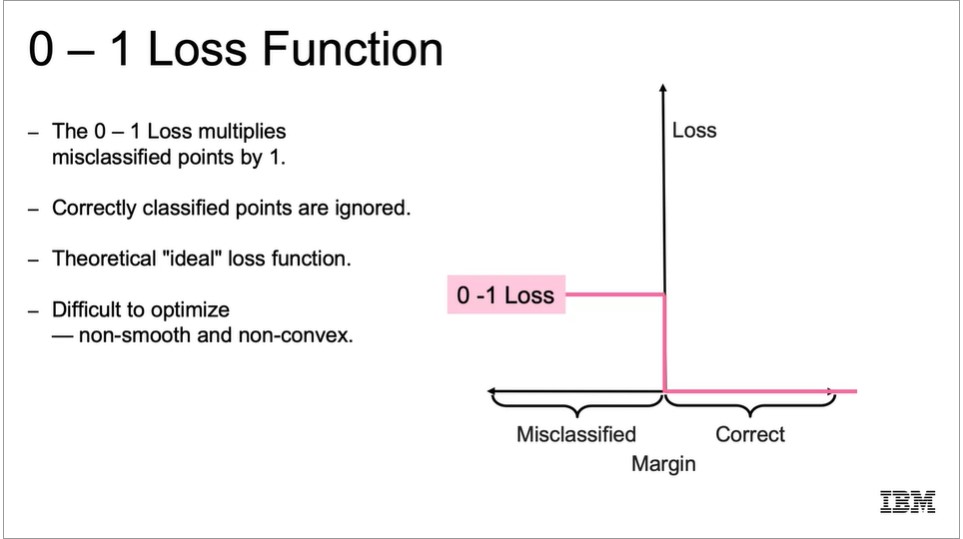 0 – 1 Loss Function
– The 0 – 1 Loss multiplies
misclassified points by 1.
– Correctly classified points are ignored.
– Theoretical "ideal" loss function.
– Difficult to optimize
— non-smooth and non-convex.
Loss
0 -1 Loss
Misclassified
Correct
Margin
IBM